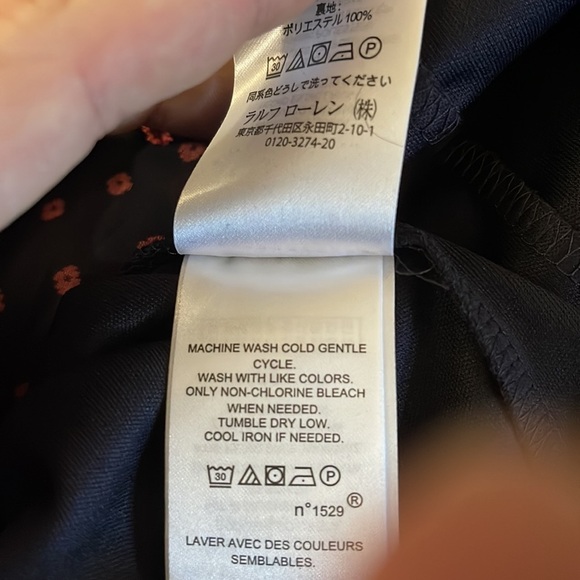 裏地:
ポリエステル 100%
30 P
同系色どうしで洗ってください
ラルフ ローレン ㈱
東京都千代田区永田町2-10-1
0120-3274-20
MACHINE WASH COLD GENTLE
CYCLE.
WASH WITH LIKE COLORS.
ONLY NON-CHLORINE BLEACH
WHEN NEEDED.
TUMBLE DRY LOW.
COOL IRON IF NEEDED.
30 P
n°1529®
LAVER AVEC DES COULEURS
SEMBLABLES.